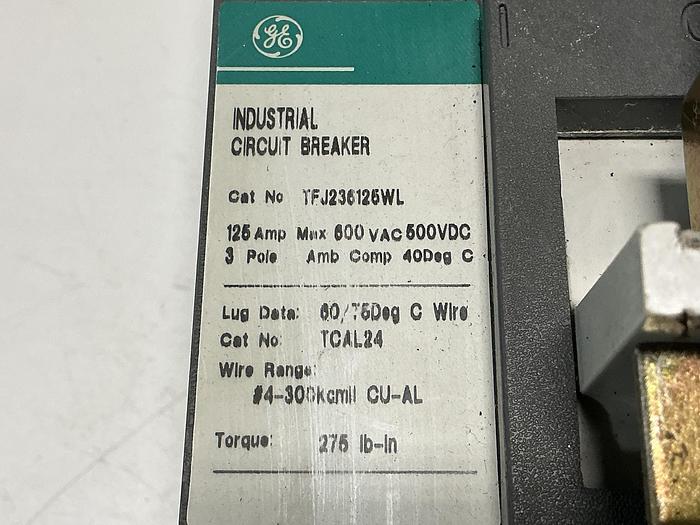 GE
INDUSTRIAL
CIRCUIT BREAKER
Cat No TFJ236125WL
125 Amp Max 600 VAC 500VDC
3 Pole Amb Comp 40Deg C
Lug Data: 60/75Deg C Wire
Cat No: TCAL24
Wire Range:
#4-300kcmil CU-AL
Torque: 275 lb-in